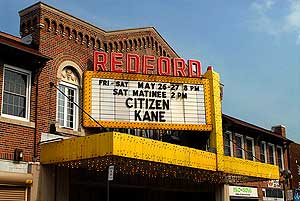 REDFORD
FRI-SAT MAY 26-27 8 PM
SAT MATINEE 2 PM
CITIZEN
KANE